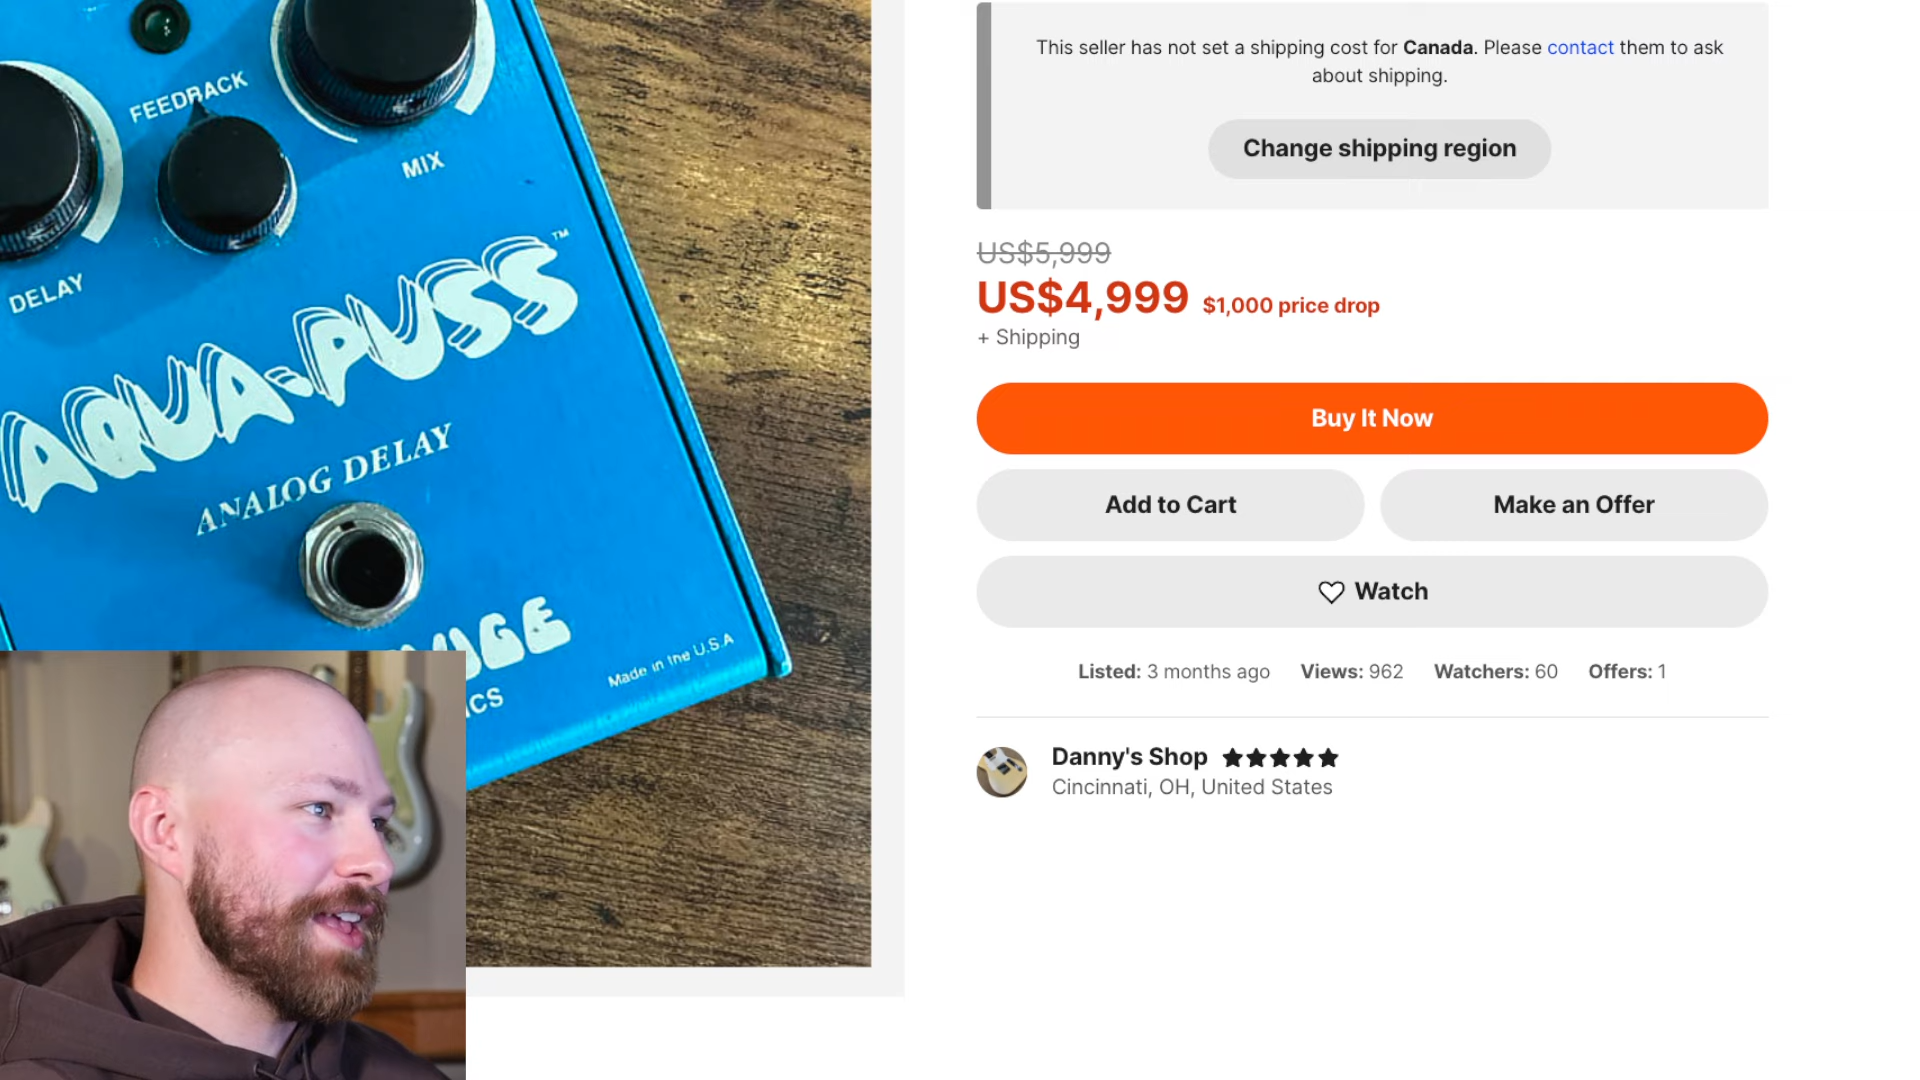 FEEDBACK
MIX
DELAY
AQUA-PUSS™
ANALOG DELAY
Made in the U.S.A
This seller has not set a shipping cost for Canada. Please contact them to ask
about shipping.
Change shipping region
US$5,999
US$4,999 $1,000 price drop
+ Shipping
Buy It Now
Add to Cart
Make an Offer
Watch
Listed: 3 months ago Views: 962 Watchers: 60 Offers: 1
Danny's Shop
Cincinnati, OH, United States